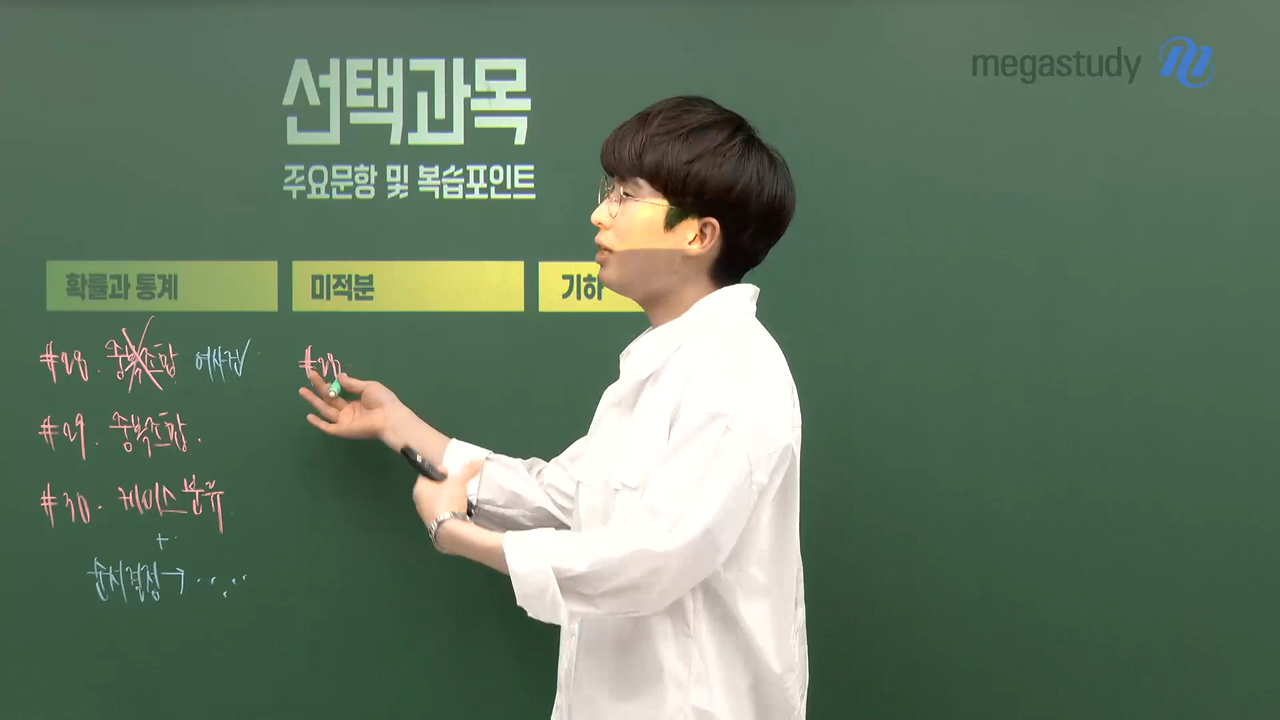 megastudy
선택과목
주요문항 및 복습포인트
확률과 통계
미적분
기하
#28. 중복조합 여사건
#29. 중복조합.
#30. 케이스 분류
+
순서결정 → .....
#28